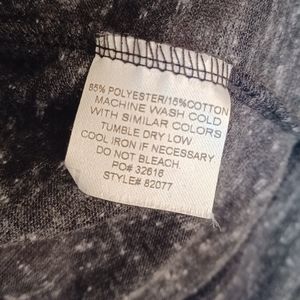 85% POLYESTER/15%COTTON
MACHINE WASH COLD
WITH SIMILAR COLORS
TUMBLE DRY LOW
COOL IRON IF NECESSARY
DO NOT BLEACH.
PO# 32618
STYLE# 82077